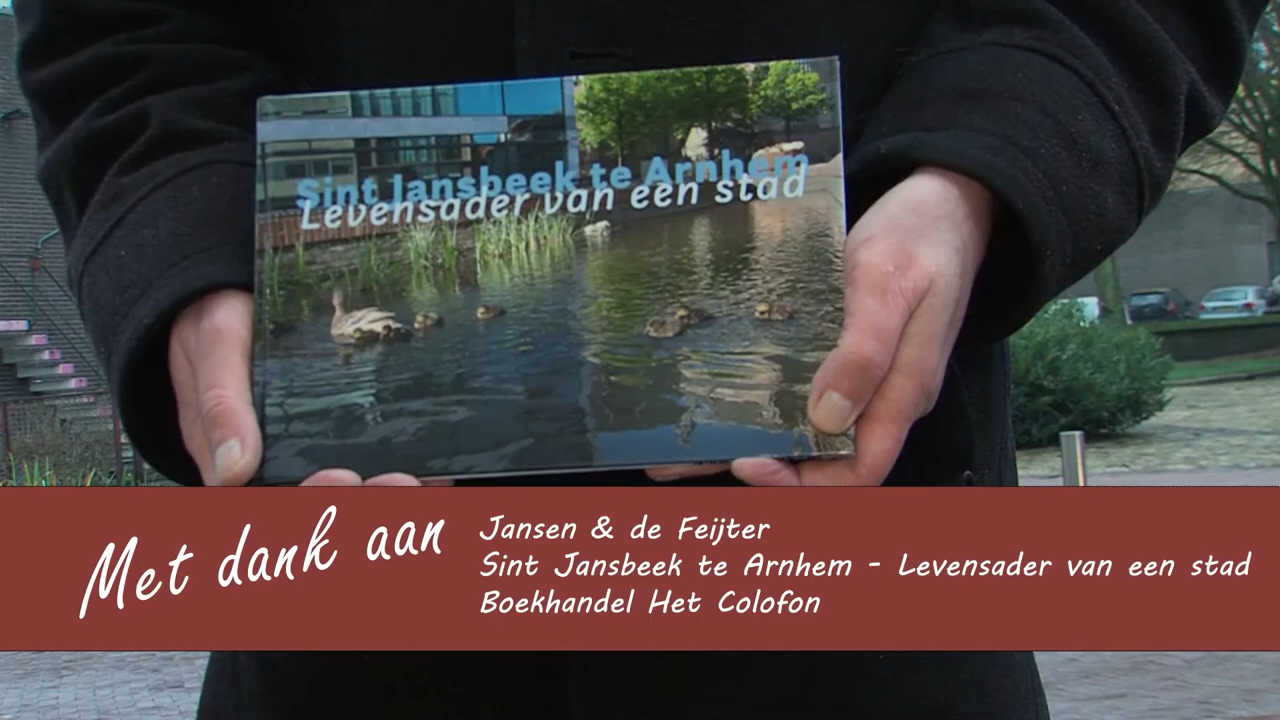 Sint Jansbeek te Arnhem
Levensader van een stad
Met dank aan
Jansen & de Feijter
Sint Jansbeek te Arnhem - Levensader van een stad
Boekhandel Het Colofon